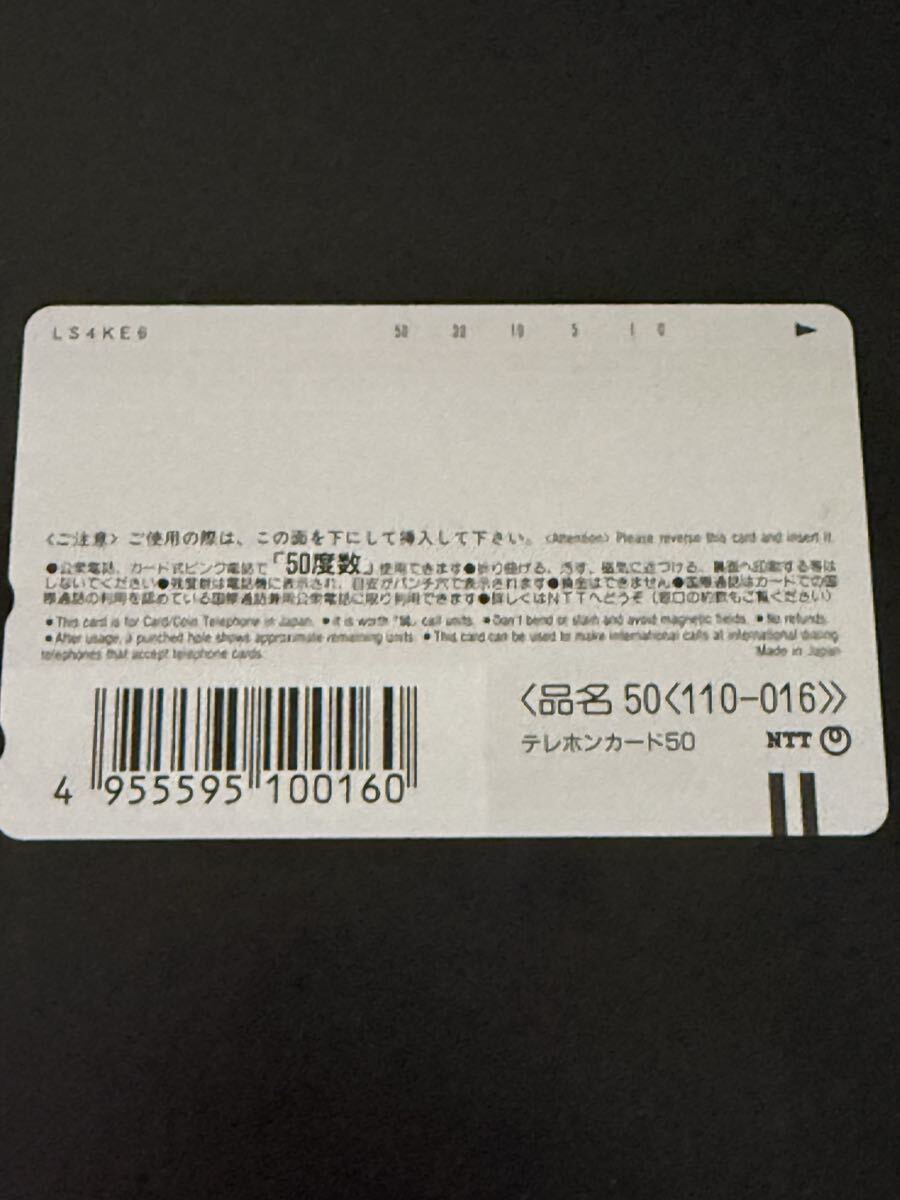 LS4KE6 50 30 10 5 1 0
〈ご注意〉ご使用の際は、この面を下にして挿入して下さい。〈Attention〉 Please reverse this card and insert it.
●公衆電話、カード式ピンク電話で「50度数」使用できます●折り曲げる、汚す、磁気に近づける、裏面へ印刷する等は
しないでください●残度数は電話機に表示され、目安がパンチ穴で表示されます●換金はできません●国際通話はカードでの国
際通話の利用を認めている国際通話兼用公衆電話に限り利用できます●詳しくはNTTへどうぞ（窓口の約款もご覧ください）
●This card is for Card/Coin Telephone in Japan. ●It is worth "50" call units. ●Don't bend or stain and avoid magnetic fields. ●No refunds.
●After usage, a punched hole shows approximate remaining units. ●This card can be used to make international calls at international dialing
telephones that accept telephone cards. Made in Japan
〈品名 50〈110-016〉〉
テレホンカード50 NTT
4 955595 100160